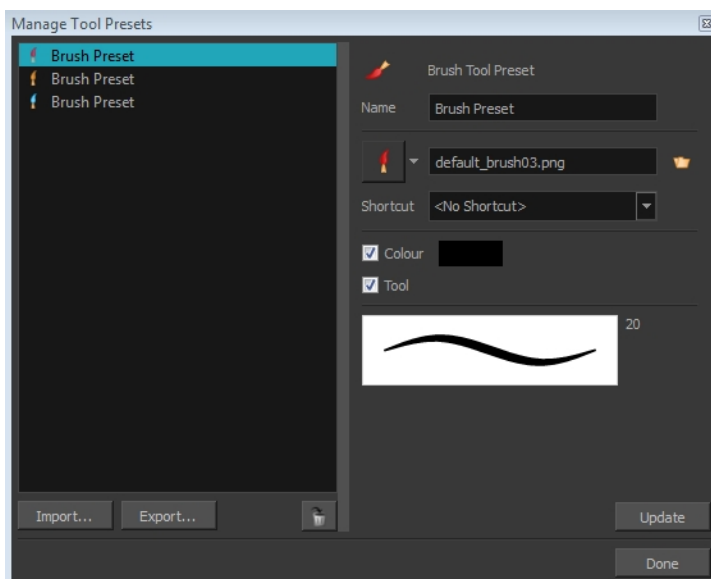 Manage Tool Presets
Brush Preset
Brush Preset
Brush Preset
Import...
Export...
Brush Tool Preset
Name
Brush Preset
default_brush03.png
Shortcut
<No Shortcut>
Colour
Tool
20
Update
Done